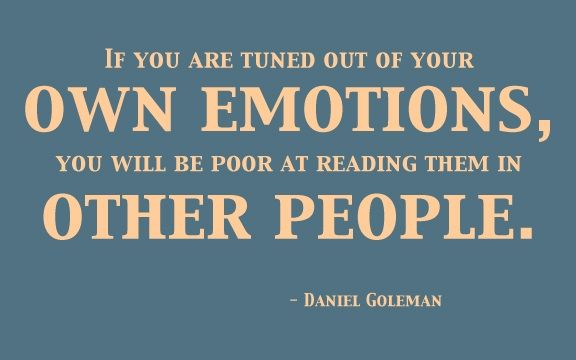 If you are tuned out of your
own emotions,
you will be poor at reading them in
other people.
- Daniel Goleman